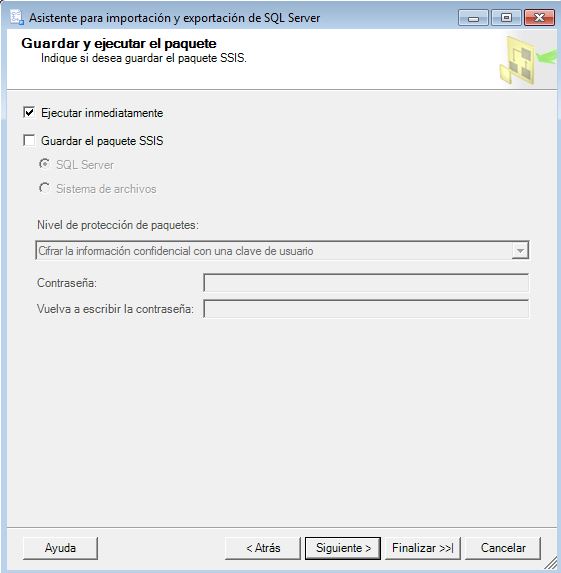 Asistente para importación y exportación de SQL Server
Guardar y ejecutar el paquete
Indique si desea guardar el paquete SSIS.
Ejecutar inmediatamente
Guardar el paquete SSIS
SQL Server
Sistema de archivos
Nivel de protección de paquetes:
Cifrar la información confidencial con una clave de usuario
Contraseña:
Vuelva a escribir la contraseña:
Ayuda
< Atrás
Siguiente >
Finalizar >>|
Cancelar